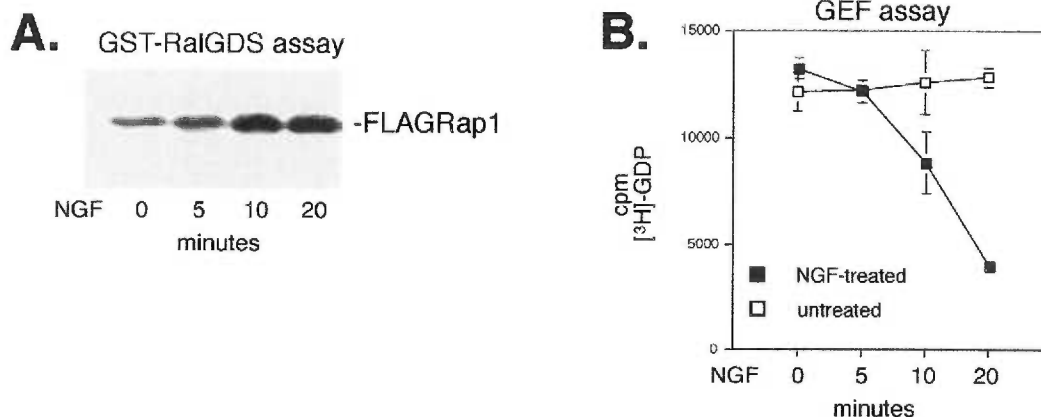 A.
GST-RalGDS assay
-FLAGRap1
NGF 0 5 10 20
minutes
B.
GEF assay
15000
10000
5000
0
cpm
[³H]-GDP
NGF-treated
untreated
NGF 0 5 10 20
minutes